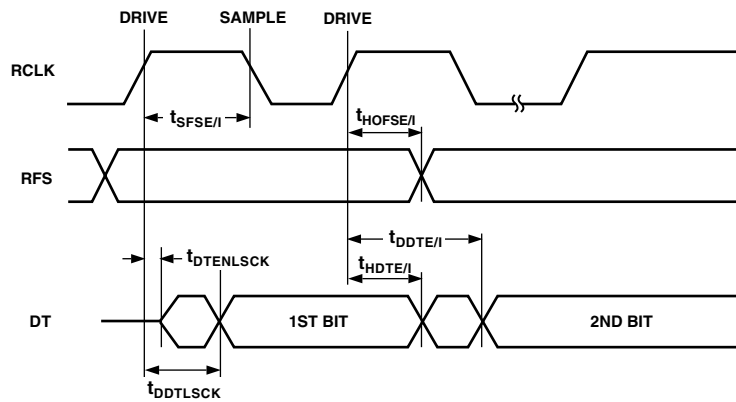 DRIVE SAMPLE DRIVE
RCLK
tSFSE/I
tHOFSE/I
RFS
tDDTE/I
tDTENLSCK
tHDTE/I
DT
1ST BIT
2ND BIT
tDDTLSCK